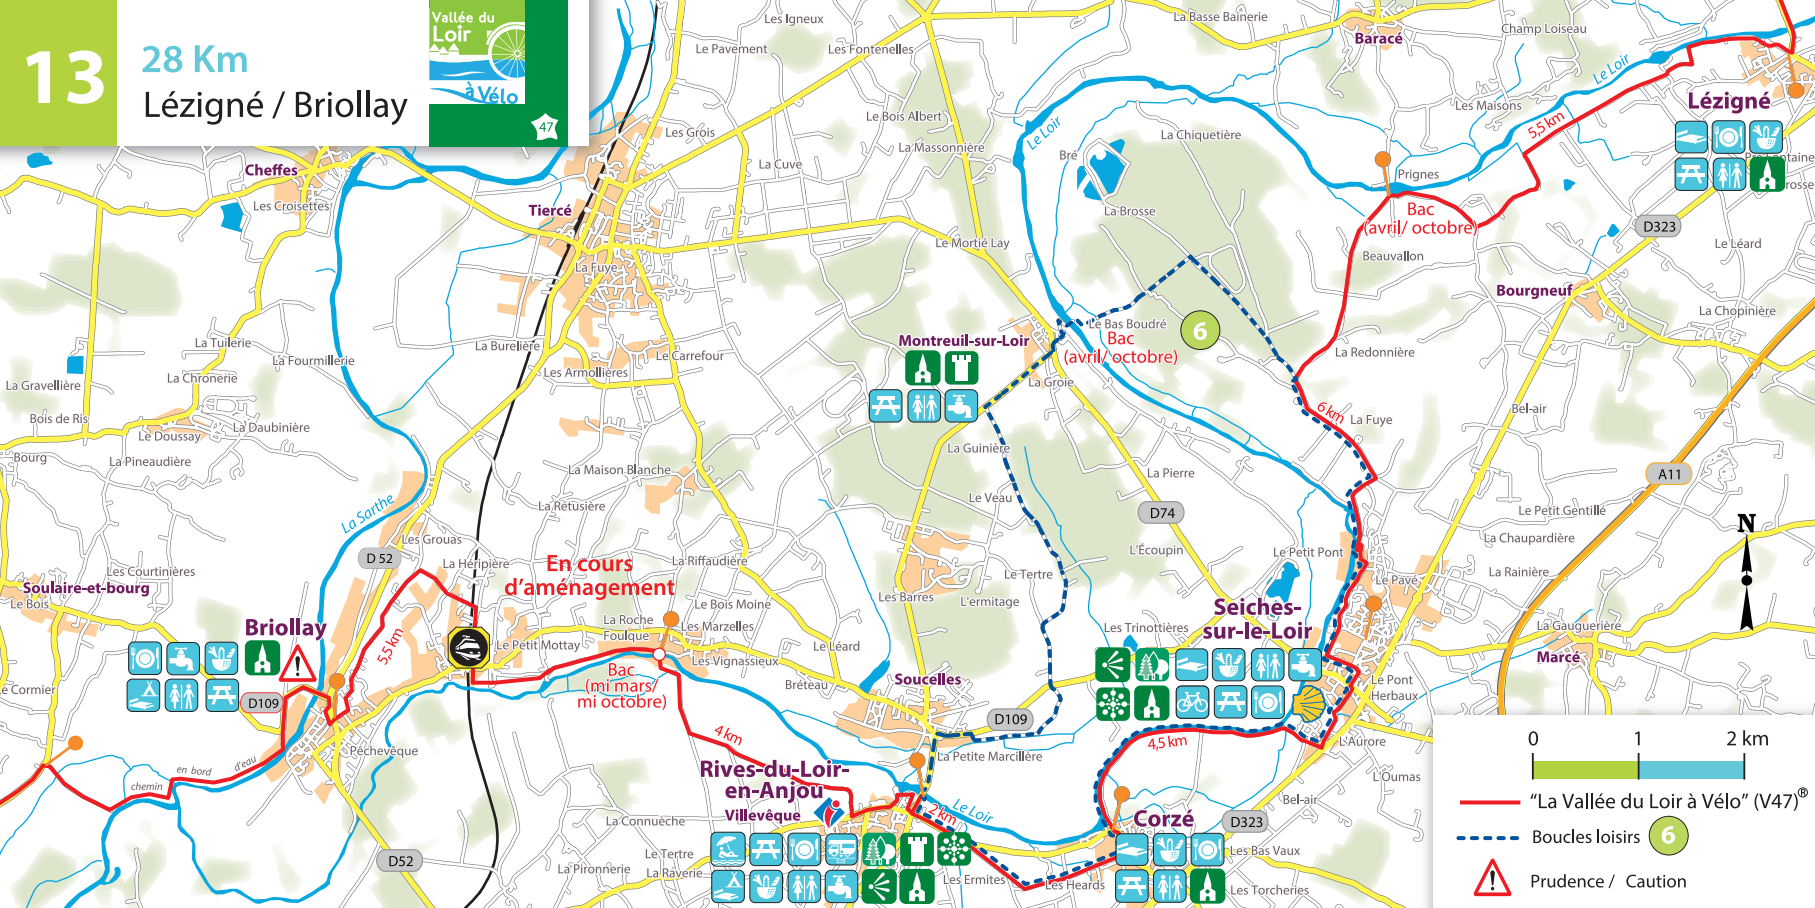 13
28 Km
Lézigné / Briollay
Vallée du
Loir
à Vélo
47
Les Igneux
Le Pavement
Les Fontenelles
La Basse Bainerie
Baracé
Champ Loiseau
Le Loir
Lézigné
Les Maisons
5,5 km
Les Grois
Le Bois Albert
La Massonnière
La Cuve
Le Loir
Bré
La Chiquetière
La Brosse
Prignes
Bac
(avril/ octobre)
Beauvallon
D323
Le Léard
Cheffes
Les Croisettes
Tiercé
La Fuye
Le Mortié Lay
Bourgneuf
La Chopinière
La Tuilerie
La Fourmillerie
La Burelière
Le Carrefour
Montreuil-sur-Loir
Le Bas Boudré
Bac
(avril/ octobre)
6
La Redonnière
La Gravellière
La Chronerie
Les Armollières
La Groie
Bois de Ris
Le Doussay
La Daubinière
6 km
La Fuye
Bel-air
Bourg
La Pineaudière
La Maison Blanche
La Guinière
La Pierre
A11
La Sarthe
La Rétusière
Le Veau
D74
Le Petit Gentillé
N
D 52
Les Grouas
La Héripière
En cours
d'aménagement
La Riffaudière
L'Écoupin
Le Petit Pont
La Chaupardière
Les Courtinières
Soulaire-et-bourg
Le Bois
Le Tertre
Le Pavé
La Rainière
Les Barres
L'ermitage
Seiches-
sur-le-Loir
Briollay
5,5 km
La Roche
Foulque
Le Bois Moine
Les Marzelles
Les Trinottières
La Gauguerière
Marcé
Le Petit Mottay
Bac
(mi mars/
mi octobre)
Les Vignassieux
Le Léard
Soucelles
Bréteau
Le Pont
Herbaux
D109
D109
4 km
4,5 km
L'Aurore
Pêchevêque
La Petite Marcillère
L'Oumas
chemin
en bord
d'eau
Rives-du-Loir-
en-Anjou
Villevêque
Le Loir
2 km
Corzé
D323
Bel-air
La Connuèche
D52
Le Tertre
La Raverie
La Pironnerie
Les Ermites
Les Heards
Les Bas Vaux
Les Torcheries
0 1 2 km
“La Vallée du Loir à Vélo” (V47)®
Boucles loisirs 6
Prudence / Caution